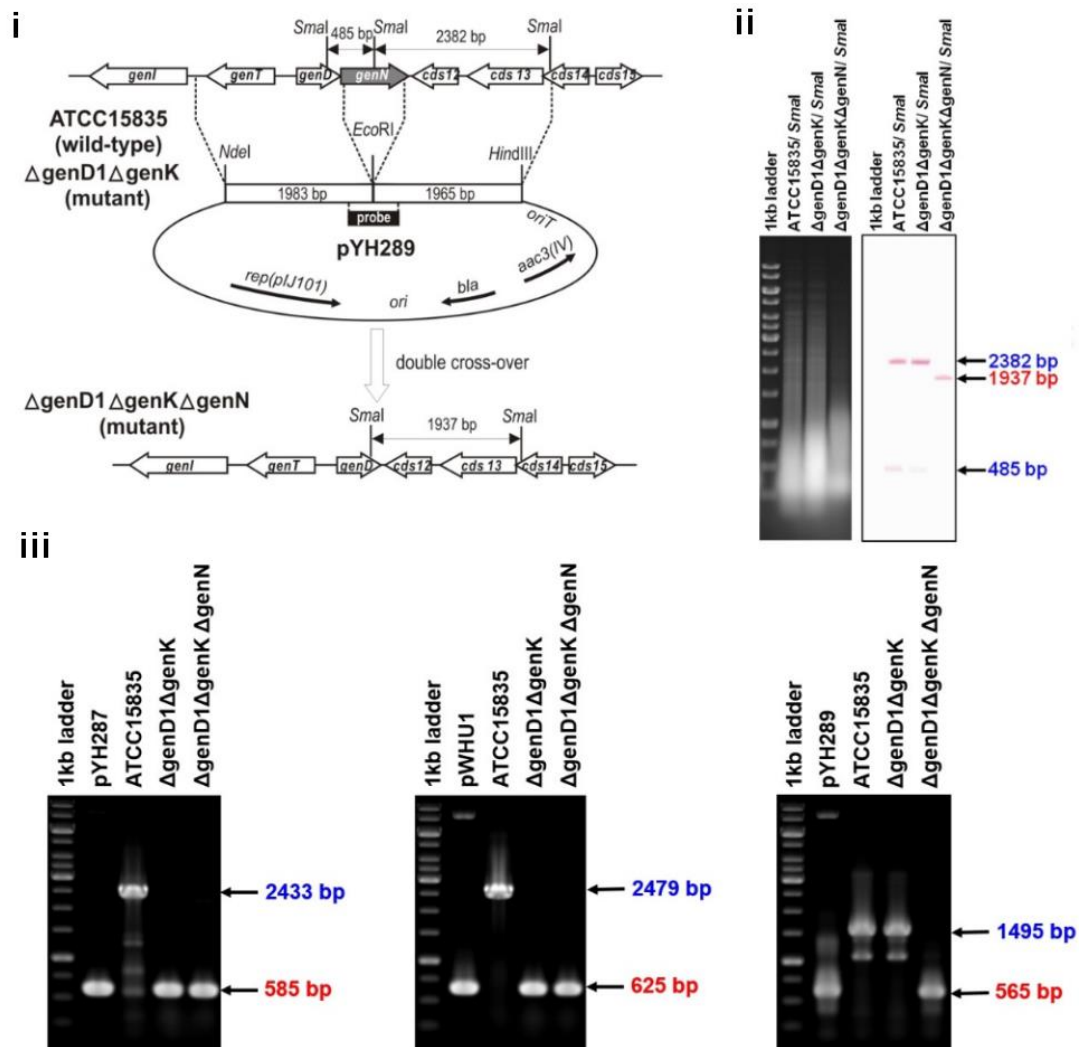 i
SmaI 485 bp SmaI 2382 bp SmaI
genI genT genD genN cds12 cds 13 cds14 cds15
ATCC15835
(wild-type)
ΔgenD1ΔgenK
(mutant)
EcoRI
NdeI HindIII
1983 bp 1965 bp
probe
oriT
pYH289
rep(pIJ101) ori bla aac3(IV)
double cross-over
ΔgenD1ΔgenKΔgenN
(mutant)
SmaI 1937 bp SmaI
genI genT genD cds12 cds 13 cds14 cds15
ii
1kb ladder
ATCC15835/ SmaI
ΔgenD1ΔgenK/ SmaI
ΔgenD1ΔgenKΔgenN/ SmaI
1kb ladder
ATCC15835/ SmaI
ΔgenD1ΔgenK/ SmaI
ΔgenD1ΔgenKΔgenN/ SmaI
2382 bp
1937 bp
485 bp
iii
1kb ladder
pYH287
ATCC15835
ΔgenD1ΔgenK
ΔgenD1ΔgenK ΔgenN
2433 bp
585 bp
1kb ladder
pWHU1
ATCC15835
ΔgenD1ΔgenK
ΔgenD1ΔgenK ΔgenN
2479 bp
625 bp
1kb ladder
pYH289
ATCC15835
ΔgenD1ΔgenK
ΔgenD1ΔgenK ΔgenN
1495 bp
565 bp